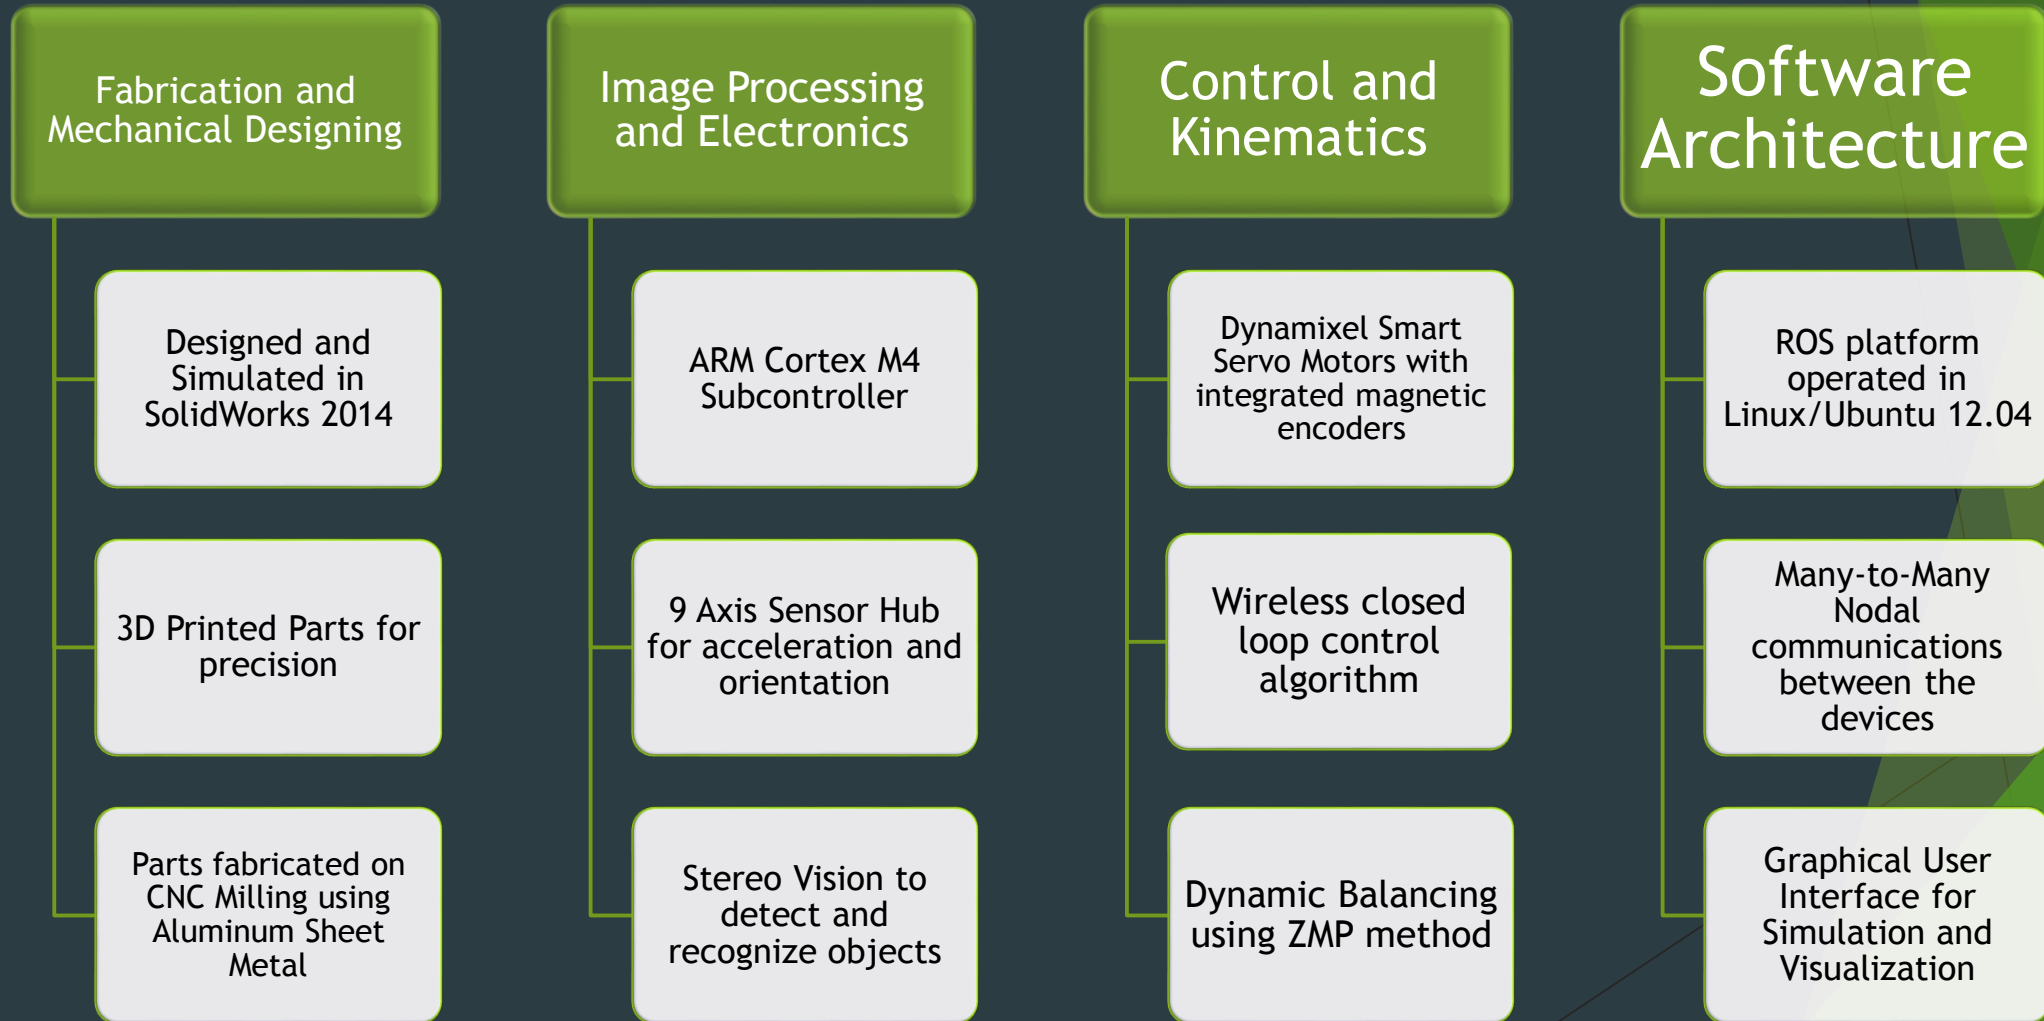 Fabrication and
Mechanical Designing
Designed and
Simulated in
SolidWorks 2014
3D Printed Parts for
precision
Parts fabricated on
CNC Milling using
Aluminum Sheet
Metal
Image Processing
and Electronics
ARM Cortex M4
Subcontroller
9 Axis Sensor Hub
for acceleration and
orientation
Stereo Vision to
detect and
recognize objects
Control and
Kinematics
Dynamixel Smart
Servo Motors with
integrated magnetic
encoders
Wireless closed
loop control
algorithm
Dynamic Balancing
using ZMP method
Software
Architecture
ROS platform
operated in
Linux/Ubuntu 12.04
Many-to-Many
Nodal
communications
between the
devices
Graphical User
Interface for
Simulation and
Visualization